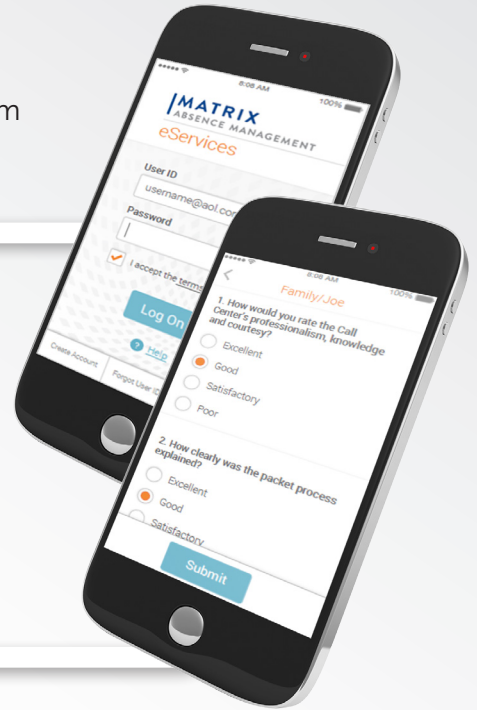 m
8:08 AM
100%
MATRIX
ABSENCE MANAGEMENT
eServices
User ID
username@aol.co
Password
I accept the terms
Log On
? Help
Create Account
Forgot User ID
8:08 AM
100%
Family/Joe
1. How would you rate the Call
Center's professionalism, knowledge
and courtesy?
Excellent
Good
Satisfactory
Poor
2. How clearly was the packet process
explained?
Excellent
Good
Satisfactory
Submit